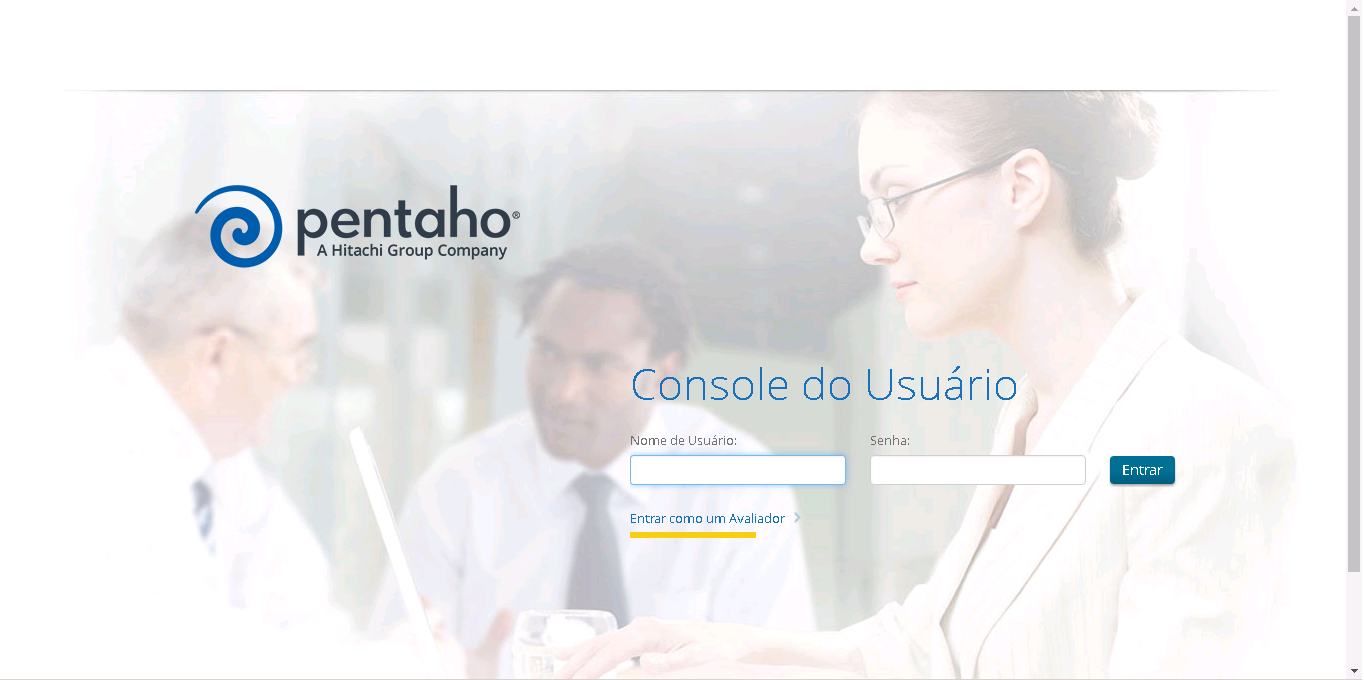 pentaho®
A Hitachi Group Company
Console do Usuário
Nome de Usuário:
Senha:
Entrar
Entrar como um Avaliador